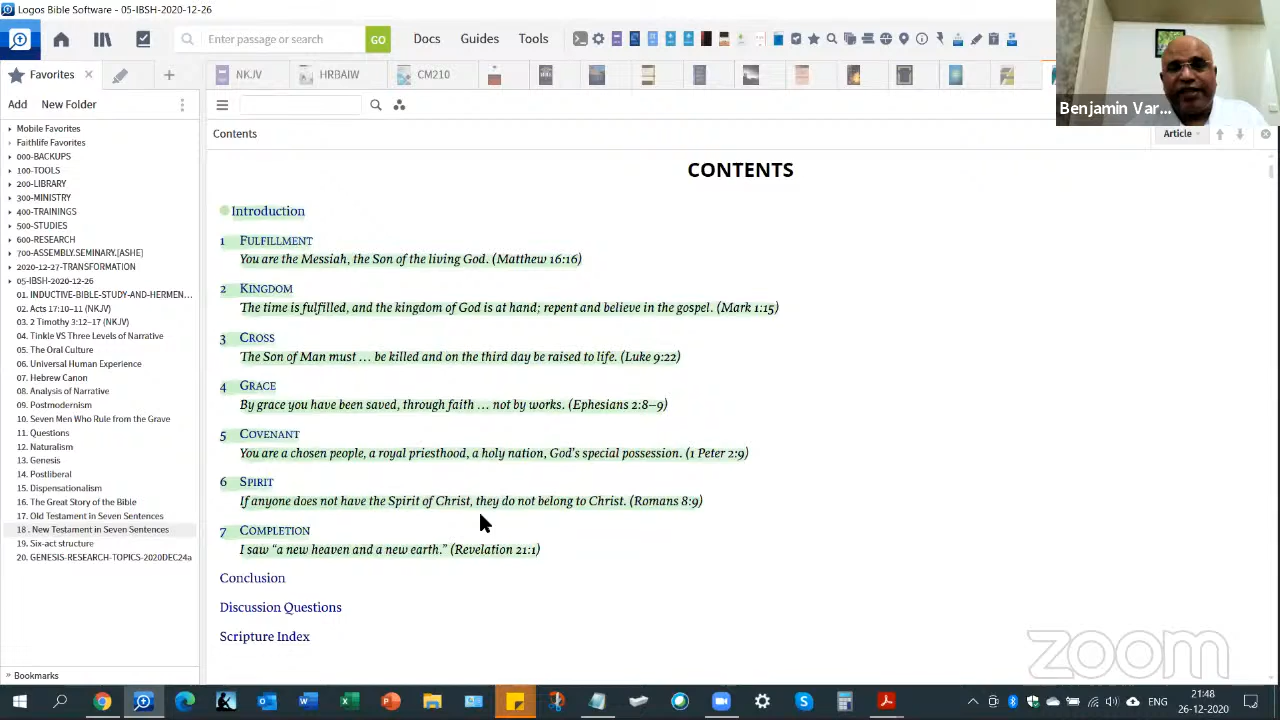 Logos Bible Software - 05-IBSH-2020-12-26
Enter passage or search
GO
Docs
Guides
Tools
Favorites
NKJV
HRBAIW
CM210
Benjamin Var...
Add
New Folder
Contents
Article
Mobile Favorites
Faithlife Favorites
000-BACKUPS
100-TOOLS
200-LIBRARY
300-MINISTRY
400-TRAININGS
500-STUDIES
600-RESEARCH
700-ASSEMBLY.SEMINARY.[ASHE]
2020-12-27-TRANSFORMATION
05-IBSH-2020-12-26
01. INDUCTIVE-BIBLE-STUDY-AND-HERMEN...
02. Acts 17:10–11 (NKJV)
03. 2 Timothy 3:12–17 (NKJV)
04. Tinkle VS Three Levels of Narrative
05. The Oral Culture
06. Universal Human Experience
07. Hebrew Canon
08. Analysis of Narrative
09. Postmodernism
10. Seven Men Who Rule from the Grave
11. Questions
12. Naturalism
13. Genesis
14. Postliberal
15. Dispensationalism
16. The Great Story of the Bible
17. Old Testament in Seven Sentences
18 . New Testament in Seven Sentences
19. Six-act structure
20. GENESIS-RESEARCH-TOPICS-2020DEC24a
Bookmarks
CONTENTS
Introduction
1 FULFILLMENT
You are the Messiah, the Son of the living God. (Matthew 16:16)
2 KINGDOM
The time is fulfilled, and the kingdom of God is at hand; repent and believe in the gospel. (Mark 1:15)
3 CROSS
The Son of Man must … be killed and on the third day be raised to life. (Luke 9:22)
4 GRACE
By grace you have been saved, through faith … not by works. (Ephesians 2:8–9)
5 COVENANT
You are a chosen people, a royal priesthood, a holy nation, God's special possession. (1 Peter 2:9)
6 SPIRIT
If anyone does not have the Spirit of Christ, they do not belong to Christ. (Romans 8:9)
7 COMPLETION
I saw “a new heaven and a new earth.” (Revelation 21:1)
Conclusion
Discussion Questions
Scripture Index
zoom
ENG
21:48
26-12-2020